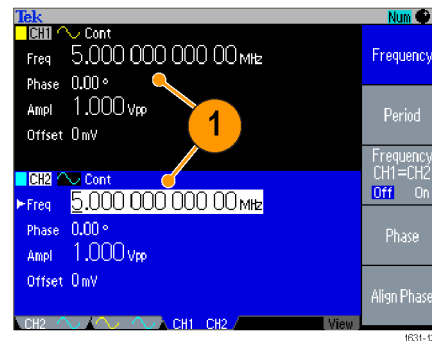 Tek Num
CH1 Cont
Freq 5.000 000 000 00 MHz
Phase 0.00 °
Ampl 1.000 Vpp
Offset 0 mV
1
CH2 Cont
Freq 5.000 000 000 00 MHz
Phase 0.00 °
Ampl 1.000 Vpp
Offset 0 mV
CH2 CH1 CH2 View
Frequency
Period
Frequency
CH1=CH2
Off On
Phase
Align Phase